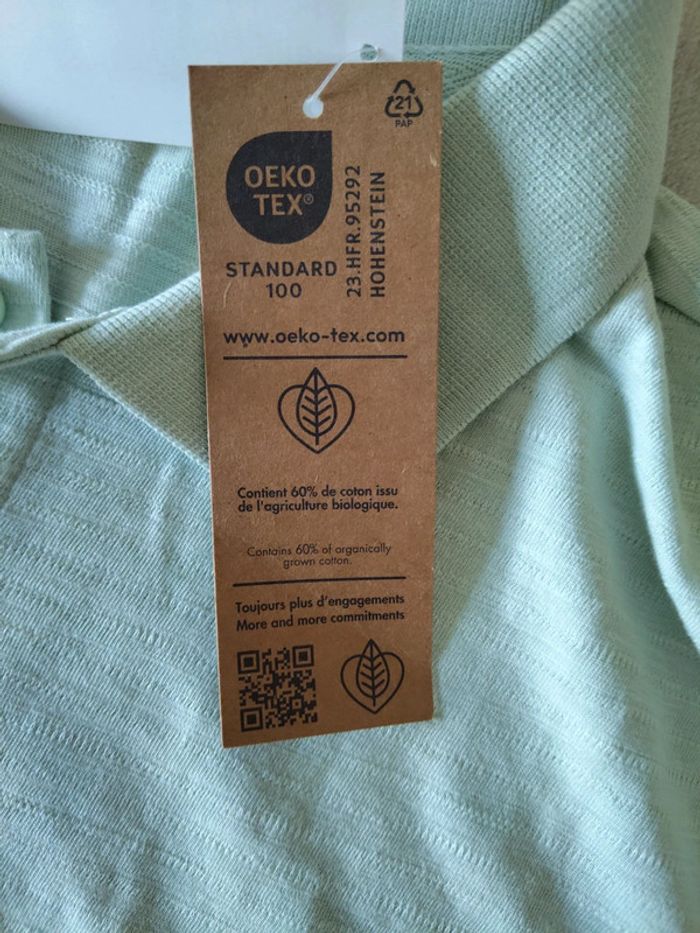 21
PAP
OEKO
TEX®
STANDARD
100
23.HFR.95292
HOHENSTEIN
www.oeko-tex.com
Contient 60% de coton issu
de l'agriculture biologique.
Contains 60% of organically
grown cotton.
Toujours plus d'engagements
More and more commitments